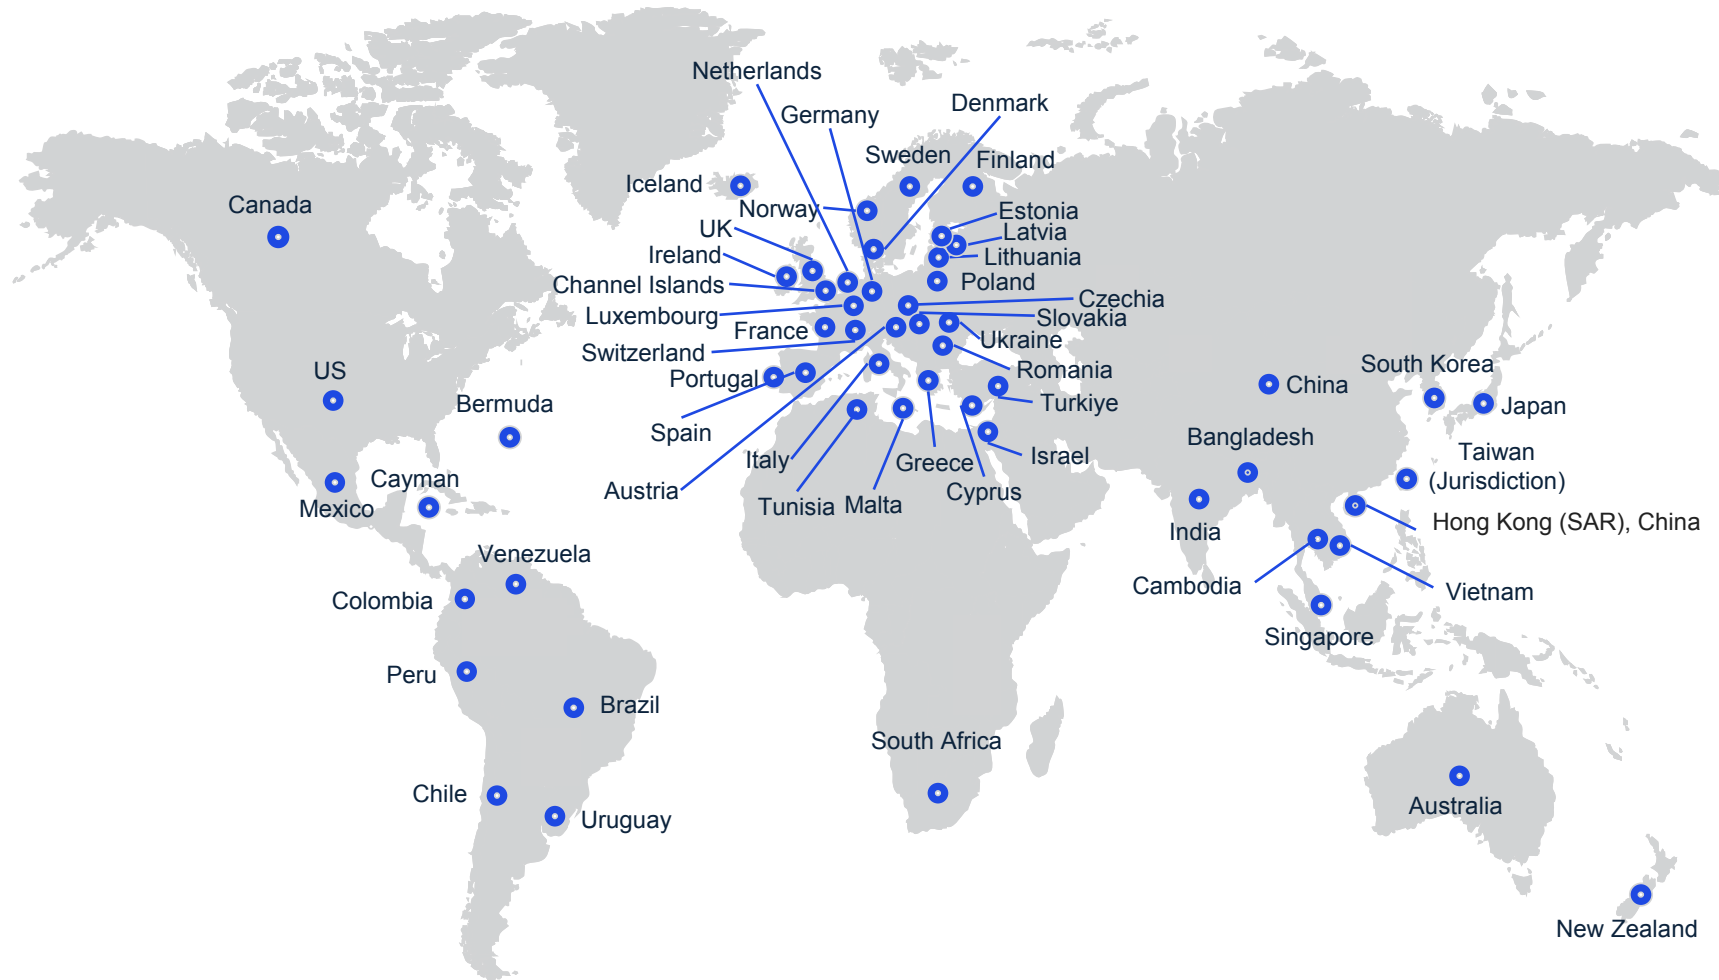 Netherlands
Denmark
Germany
Sweden
Finland
Iceland
Canada
Norway
Estonia
UK
Latvia
Ireland
Lithuania
Channel Islands
Poland
Czechia
Luxembourg
Slovakia
France
Ukraine
Switzerland
South Korea
US
Romania
Portugal
China
Bermuda
Turkiye
Japan
Spain
Bangladesh
Italy
Israel
Taiwan
(Jurisdiction)
Greece
Cayman
Austria
Cyprus
Mexico
Tunisia
Malta
India
Hong Kong (SAR), China
Venezuela
Cambodia
Vietnam
Colombia
Singapore
Peru
Brazil
South Africa
Chile
Australia
Uruguay
New Zealand